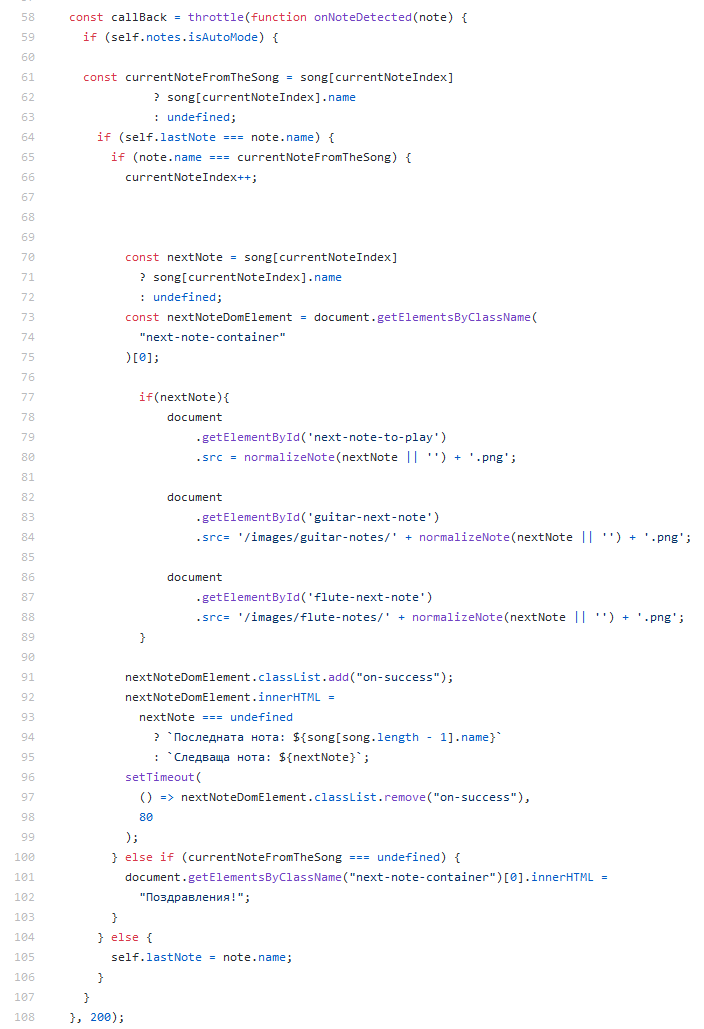 58 const callBack = throttle(function onNoteDetected(note) {
59 if (self.notes.isAutoMode) {
60
61 const currentNoteFromTheSong = song[currentNoteIndex]
62 ? song[currentNoteIndex].name
63 : undefined;
64 if (self.lastNote === note.name) {
65 if (note.name === currentNoteFromTheSong) {
66 currentNoteIndex++;
67
68
69
70 const nextNote = song[currentNoteIndex]
71 ? song[currentNoteIndex].name
72 : undefined;
73 const nextNoteDomElement = document.getElementsByClassName(
74 "next-note-container"
75 )[0];
76
77 if(nextNote){
78 document
79 .getElementById('next-note-to-play')
80 .src = normalizeNote(nextNote || '') + '.png';
81
82 document
83 .getElementById('guitar-next-note')
84 .src= '/images/guitar-notes/' + normalizeNote(nextNote || '') + '.png';
85
86 document
87 .getElementById('flute-next-note')
88 .src= '/images/flute-notes/' + normalizeNote(nextNote || '') + '.png';
89 }
90
91 nextNoteDomElement.classList.add("on-success");
92 nextNoteDomElement.innerHTML =
93 nextNote === undefined
94 ? `Последната нота: ${song[song.length - 1].name}`
95 : `Следваща нота: ${nextNote}`;
96 setTimeout(
97 () => nextNoteDomElement.classList.remove("on-success"),
98 80
99 );
100 } else if (currentNoteFromTheSong === undefined) {
101 document.getElementsByClassName("next-note-container")[0].innerHTML =
102 "Поздравления!";
103 }
104 } else {
105 self.lastNote = note.name;
106 }
107 }
108 }, 200);